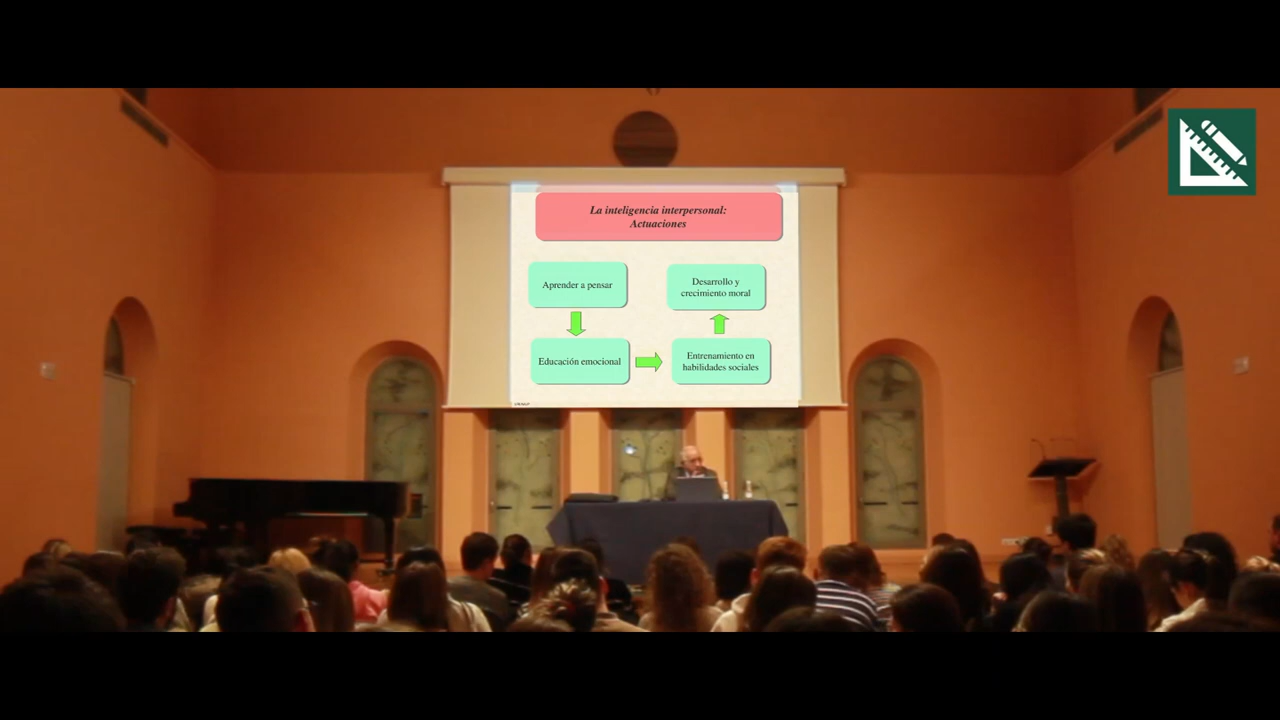 La inteligencia interpersonal:
Actuaciones
Aprender a pensar
Desarrollo y
crecimiento moral
Educación emocional
Entrenamiento en
habilidades sociales